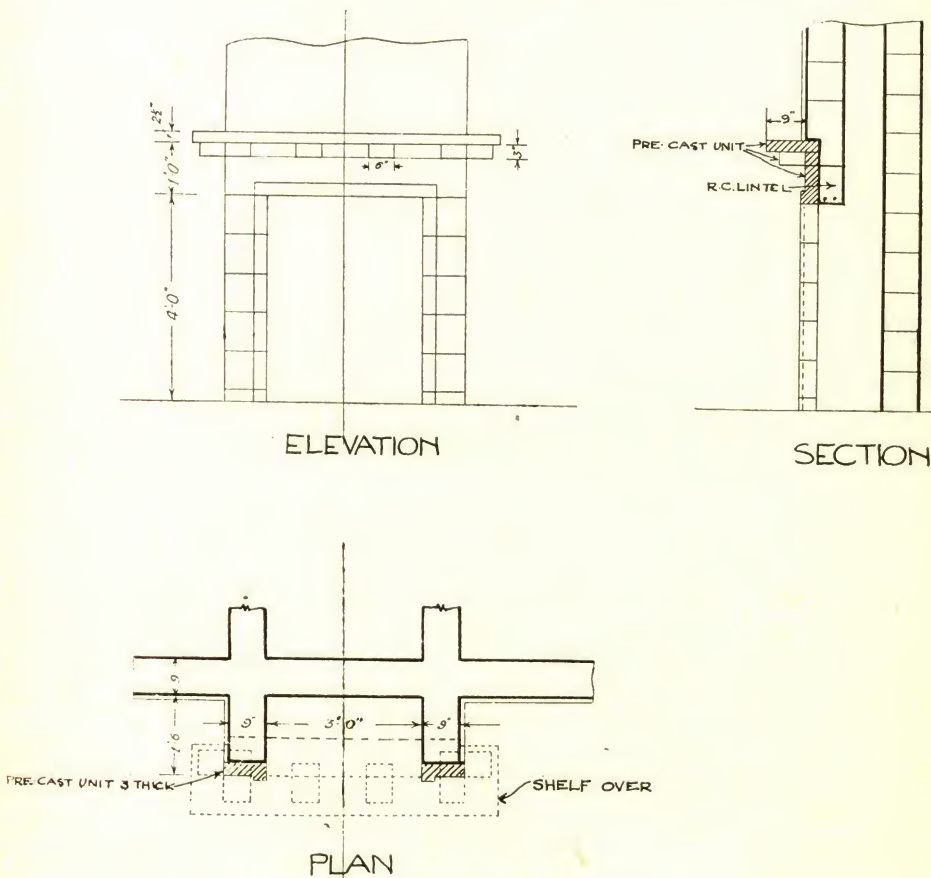 2½"
1'·0"
4'·0"
6"
3"
ELEVATION
9"
PRE·CAST UNIT
R.C.LINTEL
SECTION
9
1'·6
9"
3'·0"
9"
PRE·CAST UNIT 3 THICK
SHELF OVER
PLAN